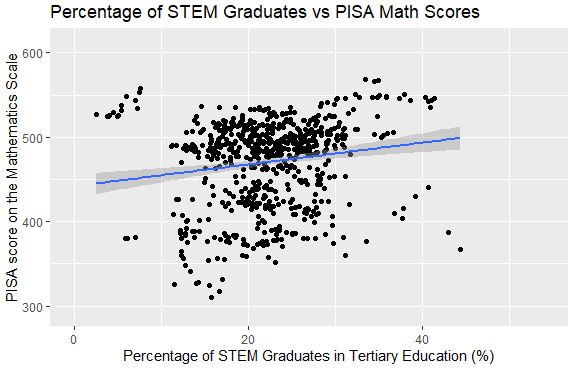 Percentage of STEM Graduates vs PISA Math Scores
PISA score on the Mathematics Scale
600
500
400
300
0
20
40
Percentage of STEM Graduates in Tertiary Education (%)